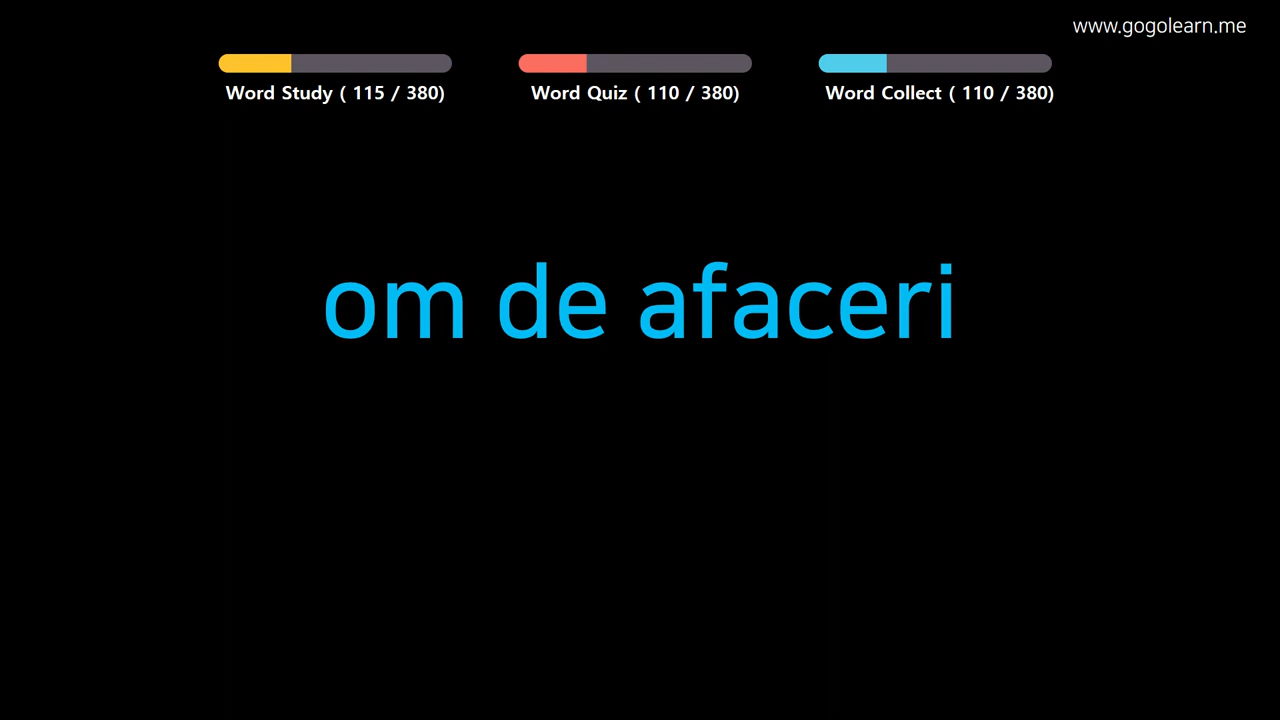 www.gogolearn.me
Word Study ( 115 / 380)
Word Quiz ( 110 / 380)
Word Collect ( 110 / 380)
om de afaceri